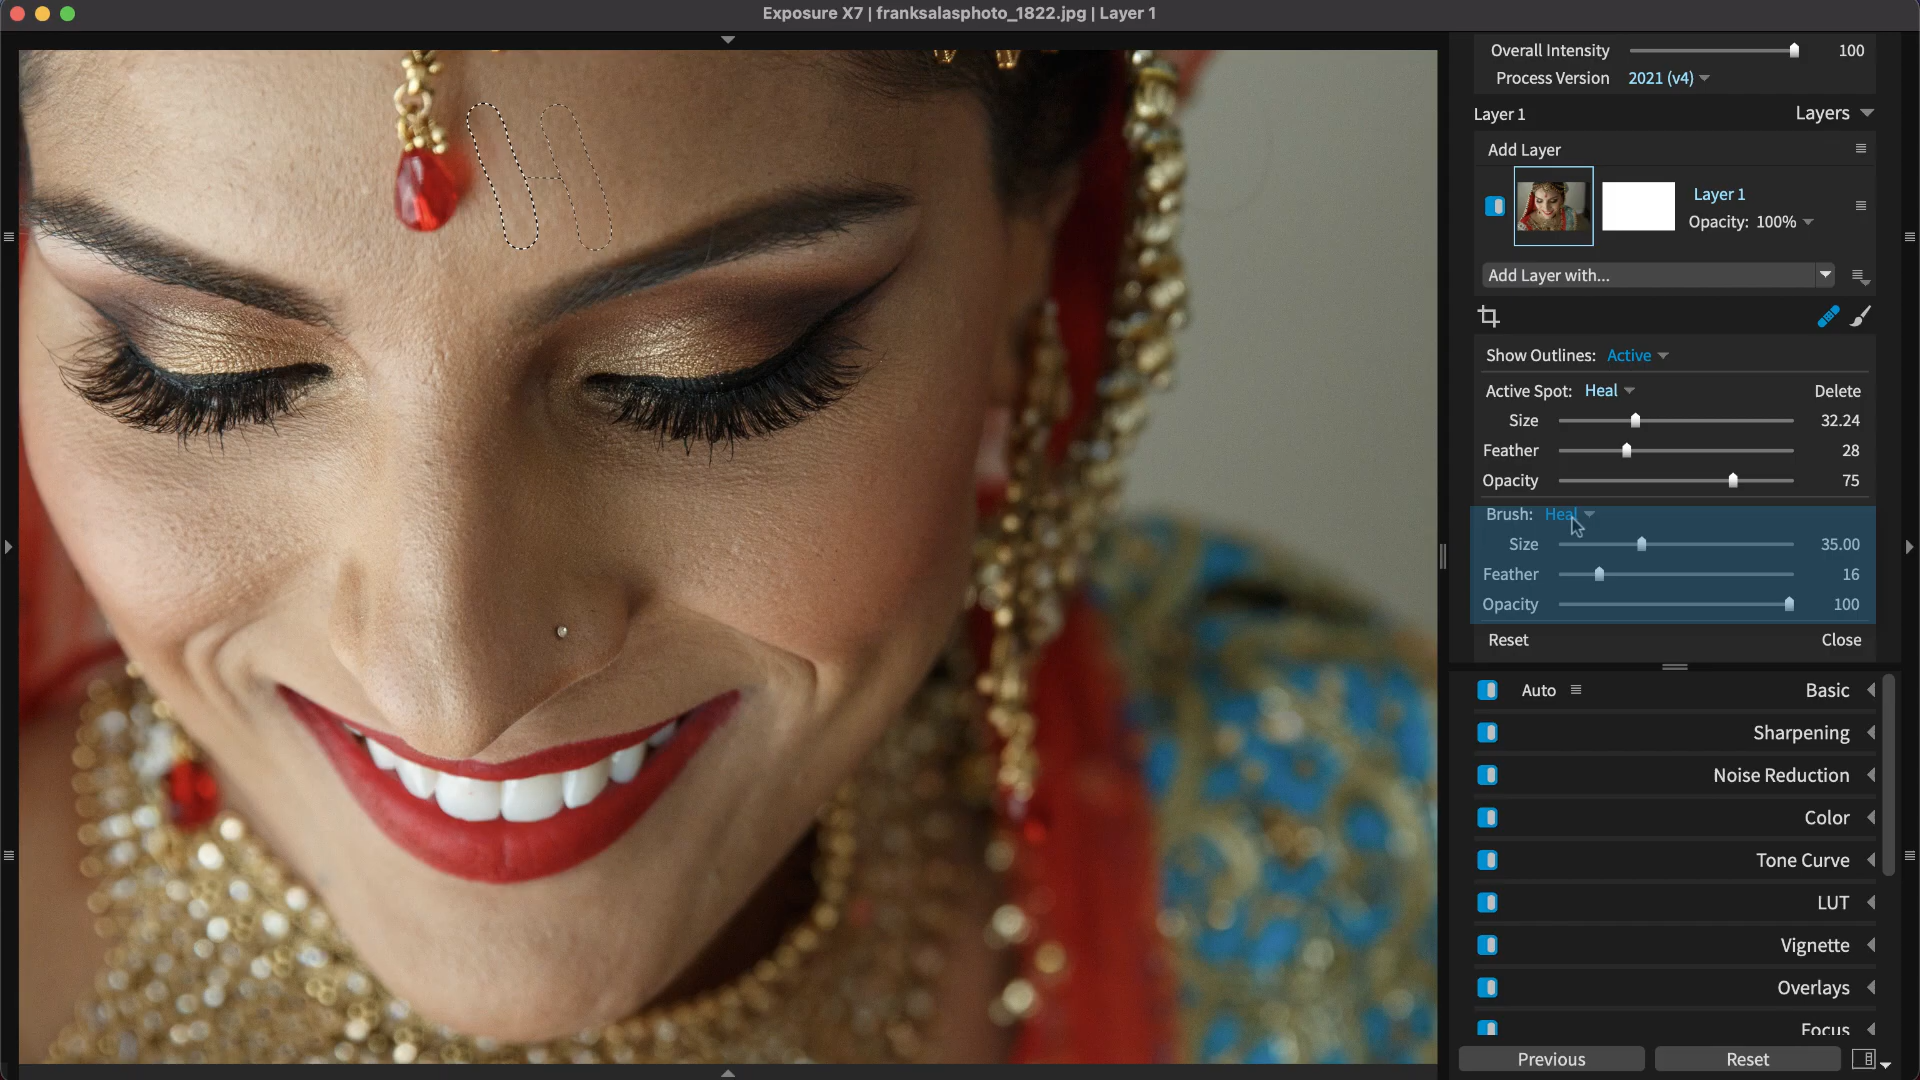 Exposure X7 | franksalasphoto_1822.jpg | Layer 1
Overall Intensity 100
Process Version 2021 (v4)
Layer 1 Layers
Add Layer
Layer 1
Opacity: 100%
Add Layer with...
Show Outlines: Active
Active Spot: Heal Delete
Size 32.24
Feather 28
Opacity 75
Brush: Heal
Size 35.00
Feather 16
Opacity 100
Reset Close
Auto Basic
Sharpening
Noise Reduction
Color
Tone Curve
LUT
Vignette
Overlays
Focus
Previous Reset